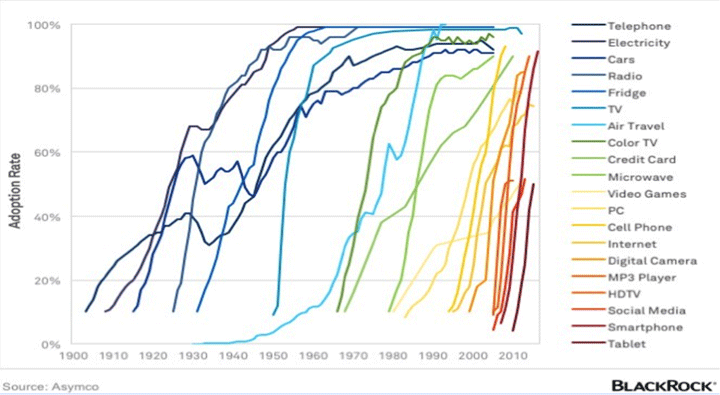 100%
80%
60%
40%
20%
0%
Adoption Rate
1900 1910 1920 1930 1940 1950 1960 1970 1980 1990 2000 2010
Telephone
Electricity
Cars
Radio
Fridge
TV
Air Travel
Color TV
Credit Card
Microwave
Video Games
PC
Cell Phone
Internet
Digital Camera
MP3 Player
HDTV
Social Media
Smartphone
Tablet
Source: Asymco
BLACKROCK®